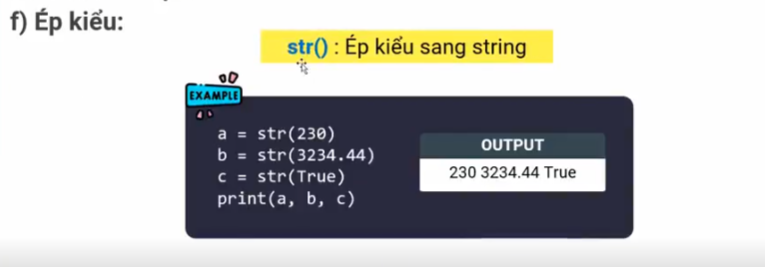 f) Ép kiểu:
str() : Ép kiểu sang string
EXAMPLE
a = str(230)
b = str(3234.44)
c = str(True)
print(a, b, c)
OUTPUT
230 3234.44 True